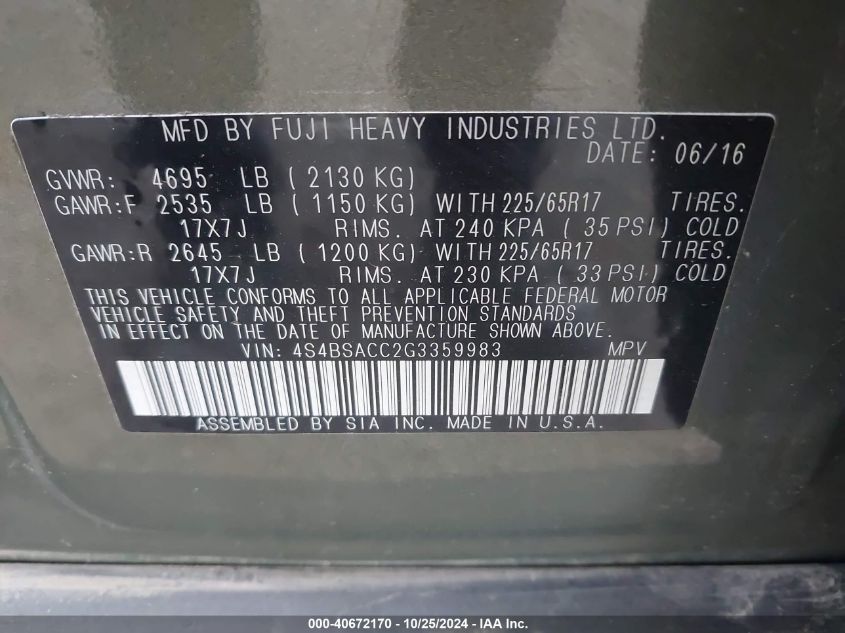 MFD BY FUJI HEAVY INDUSTRIES LTD.
DATE: 06/16
GVWR: 4695 LB ( 2130 KG)
GAWR:F 2535 LB ( 1150 KG) WITH 225/65R17 TIRES.
17X7J RIMS. AT 240 KPA ( 35 PSI) COLD
GAWR:R 2645 LB ( 1200 KG) WITH 225/65R17 TIRES.
17X7J RIMS. AT 230 KPA ( 33 PSI) COLD
THIS VEHICLE CONFORMS TO ALL APPLICABLE FEDERAL MOTOR
VEHICLE SAFETY AND THEFT PREVENTION STANDARDS
IN EFFECT ON THE DATE OF MANUFACTURE SHOWN ABOVE.
VIN: 4S4BSACC2G3359983 MPV
ASSEMBLED BY SIA INC. MADE IN U.S.A.
000-40672170 - 10/25/2024 - IAA Inc.